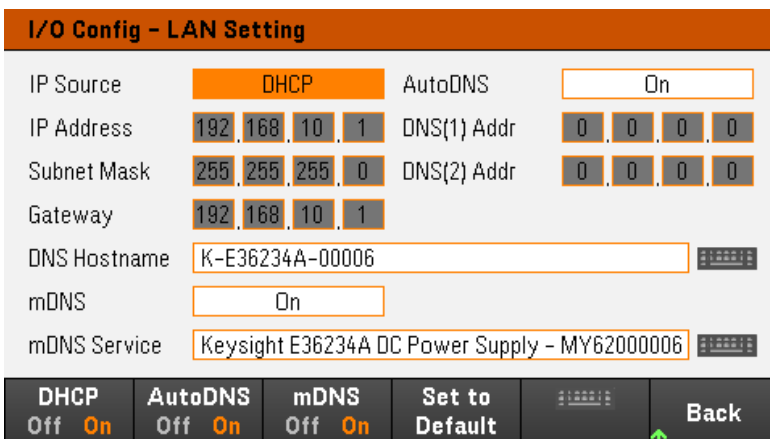 I/O Config - LAN Setting
IP Source DHCP AutoDNS On
IP Address 192.168.10.1 DNS(1) Addr 0.0.0.0
Subnet Mask 255.255.255.0 DNS(2) Addr 0.0.0.0
Gateway 192.168.10.1
DNS Hostname K-E36234A-00006
mDNS On
mDNS Service Keysight E36234A DC Power Supply - MY62000006
DHCP AutoDNS mDNS Set to
Off On Off On Off On Default Back